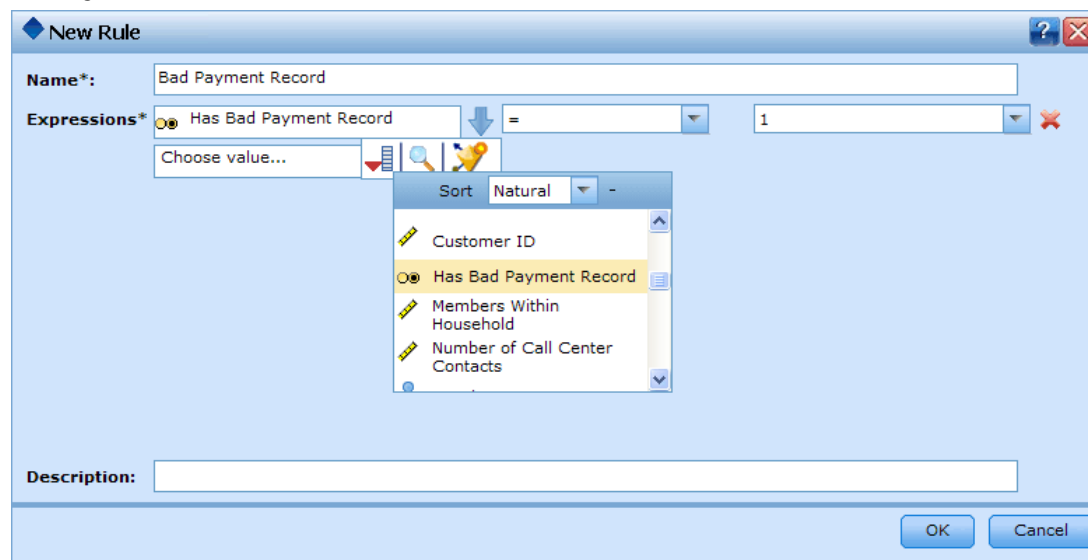 New Rule
?
Name*:
Bad Payment Record
Expressions*
Has Bad Payment Record
=
1
Choose value...
Sort Natural -
Customer ID
Has Bad Payment Record
Members Within
Household
Number of Call Center
Contacts
Description:
OK
Cancel